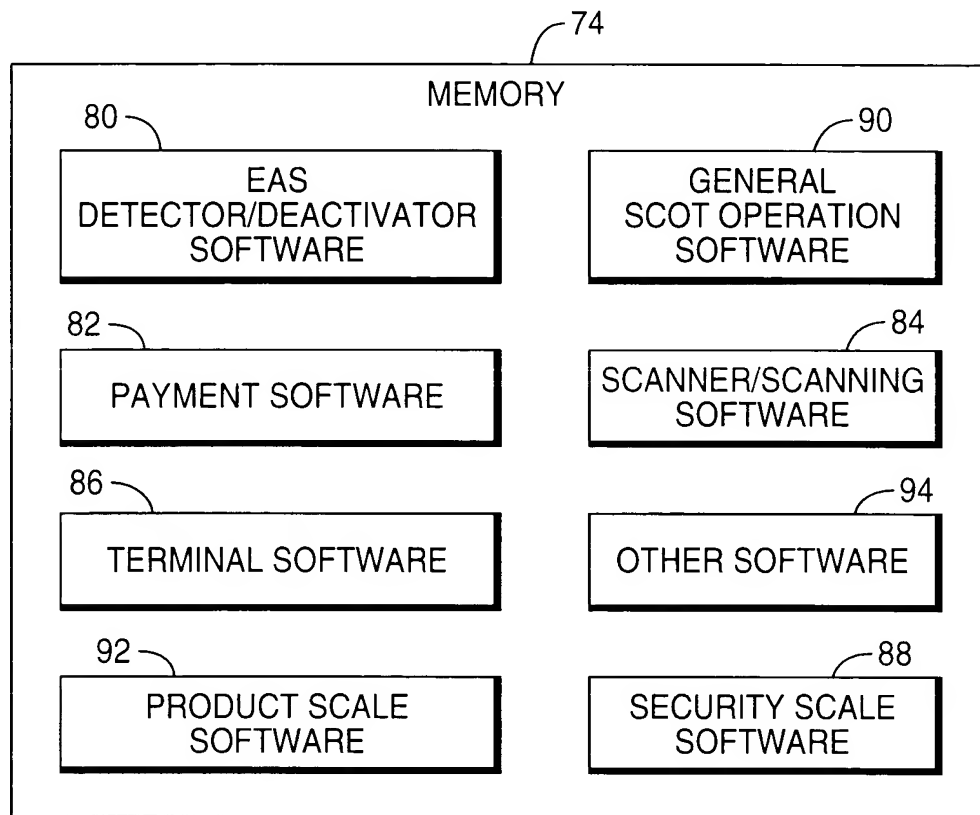 74
MEMORY
80
EAS
DETECTOR/DEACTIVATOR
SOFTWARE
90
GENERAL
SCOT OPERATION
SOFTWARE
82
PAYMENT SOFTWARE
84
SCANNER/SCANNING
SOFTWARE
86
TERMINAL SOFTWARE
94
OTHER SOFTWARE
92
PRODUCT SCALE
SOFTWARE
88
SECURITY SCALE
SOFTWARE